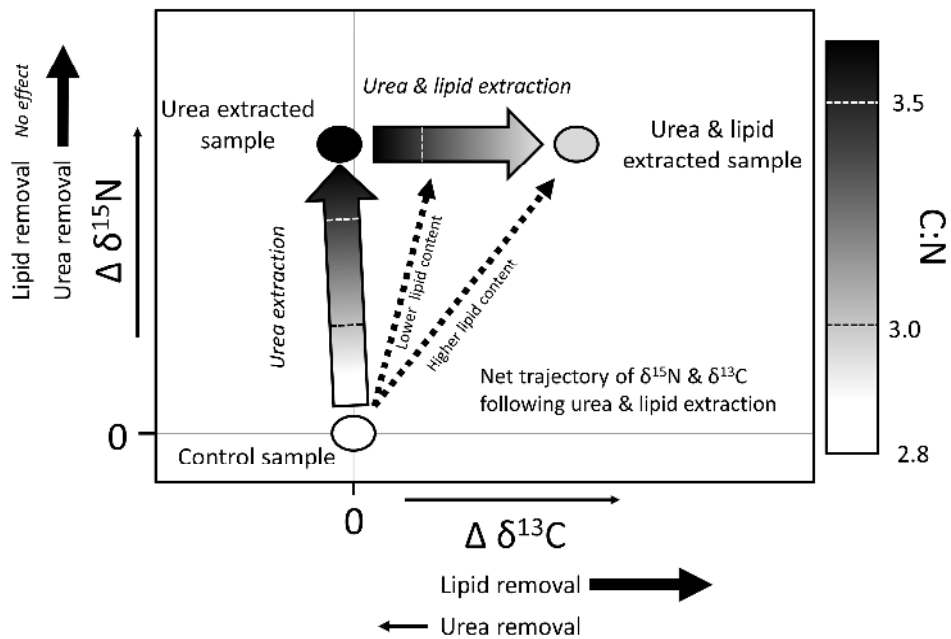 Urea & lipid extraction
Urea extracted
sample
Urea & lipid
extracted sample
Urea extraction
Lower lipid content
Higher lipid content
Net trajectory of δ¹⁵N & δ¹³C
following urea & lipid extraction
Control sample
Lipid removal No effect
Urea removal
Δ δ¹⁵N
0
0
Δ δ¹³C
Lipid removal
Urea removal
3.5
3.0
2.8
C:N